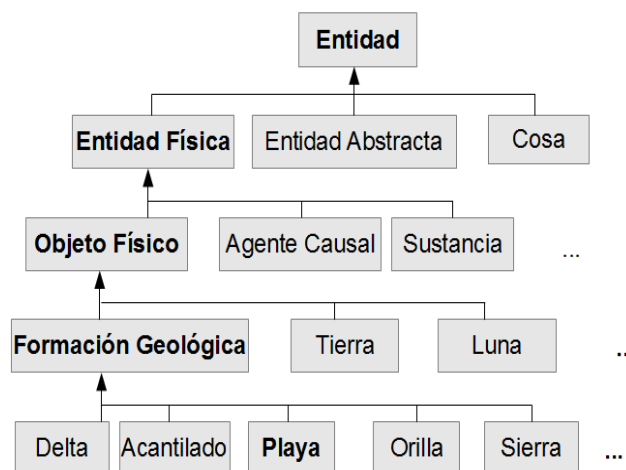 Entidad
Entidad Física Entidad Abstracta Cosa
Objeto Físico Agente Causal Sustancia ...
Formación Geológica Tierra Luna ..
Delta Acantilado Playa Orilla Sierra ...